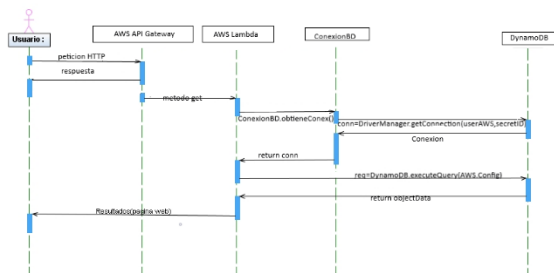 Usuario :
AWS API Gateway
AWS Lambda
ConexionBD
DynamoDB
peticion HTTP
respuesta
metodo get
ConexionBD.obtieneConex()
conn=DriverManager.getConnection(userAWS,secretID)
Conexion
return conn
req=DynamoDB.executeQuery(AWS.Config)
return objectData
Resultados(pagina web)